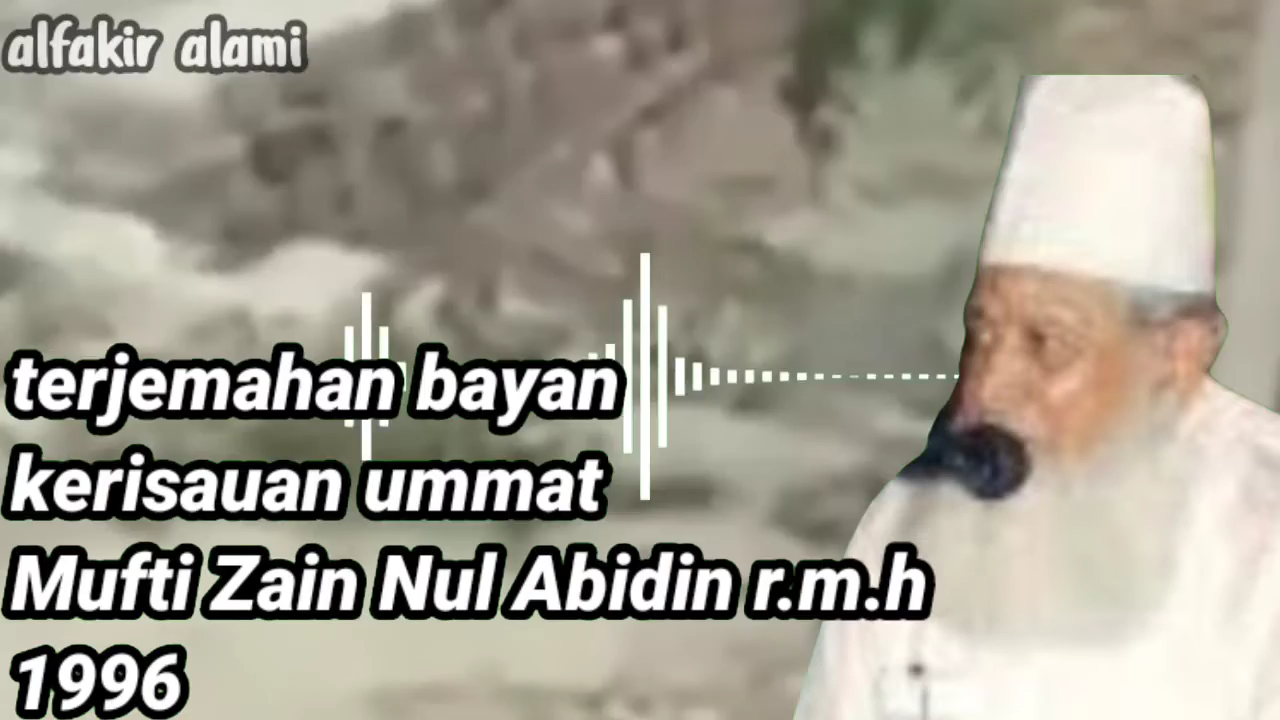 alfakir alami
terjemahan bayan
kerisauan ummat
Mufti Zain Nul Abidin r.m.h
1996